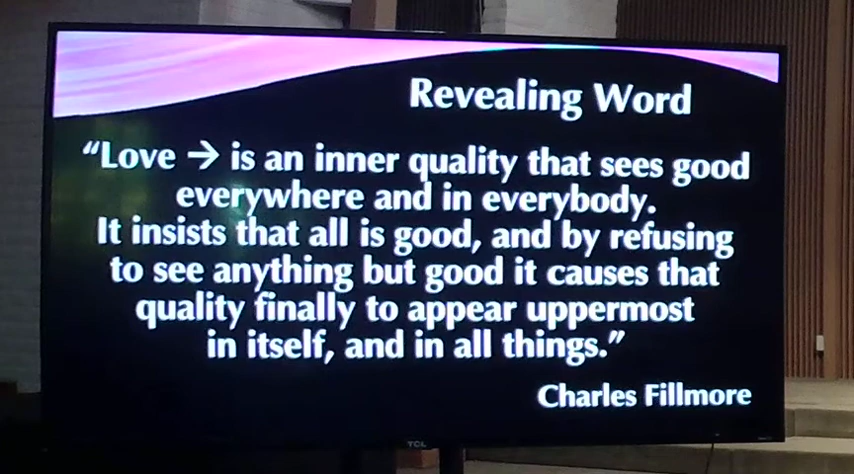 Revealing Word
“Love → is an inner quality that sees good
everywhere and in everybody.
It insists that all is good, and by refusing
to see anything but good it causes that
quality finally to appear uppermost
in itself, and in all things.”
Charles Fillmore
TCL